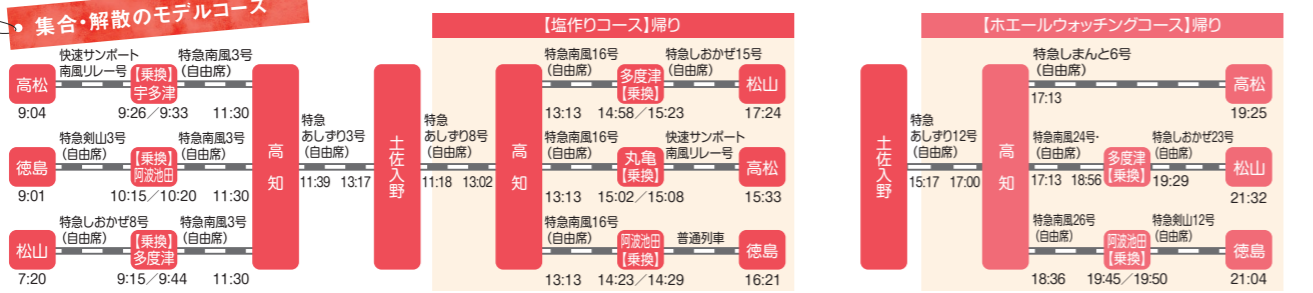 集合・解散のモデルコース
快速サンポート
南風リレー号
特急南風3号
(自由席)
高松
【乗換】
宇多津
9:04
9:26/9:33
11:30
特急剣山3号
(自由席)
特急南風3号
(自由席)
徳島
【乗換】
阿波池田
9:01
10:15/10:20
11:30
特急しおかぜ8号
(自由席)
特急南風3号
(自由席)
松山
【乗換】
多度津
7:20
9:15/9:44
11:30
高知
特急
あしずり3号
(自由席)
11:39 13:17
土佐入野
【塩作りコース】帰り
特急
あしずり8号
(自由席)
11:18 13:02
高知
特急南風16号
(自由席)
特急しおかぜ15号
(自由席)
多度津
【乗換】
松山
13:13
14:58/15:23
17:24
特急南風16号
(自由席)
快速サンポート
南風リレー号
丸亀
【乗換】
高松
13:13
15:02/15:08
15:33
特急南風16号
(自由席)
普通列車
阿波池田
【乗換】
徳島
13:13
14:23/14:29
16:21
【ホエールウォッチングコース】帰り
土佐入野
特急
あしずり12号
(自由席)
15:17 17:00
高知
特急しまんと6号
(自由席)
高松
17:13
19:25
特急南風24号・
(自由席)
特急しおかぜ23号
(自由席)
多度津
【乗換】
松山
17:13 18:56
19:29
21:32
特急南風26号
(自由席)
特急剣山12号
(自由席)
阿波池田
【乗換】
徳島
18:36
19:45/19:50
21:04